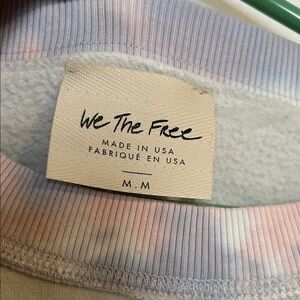 We The Free
MADE IN USA
FABRIQUÉ EN USA
M . M